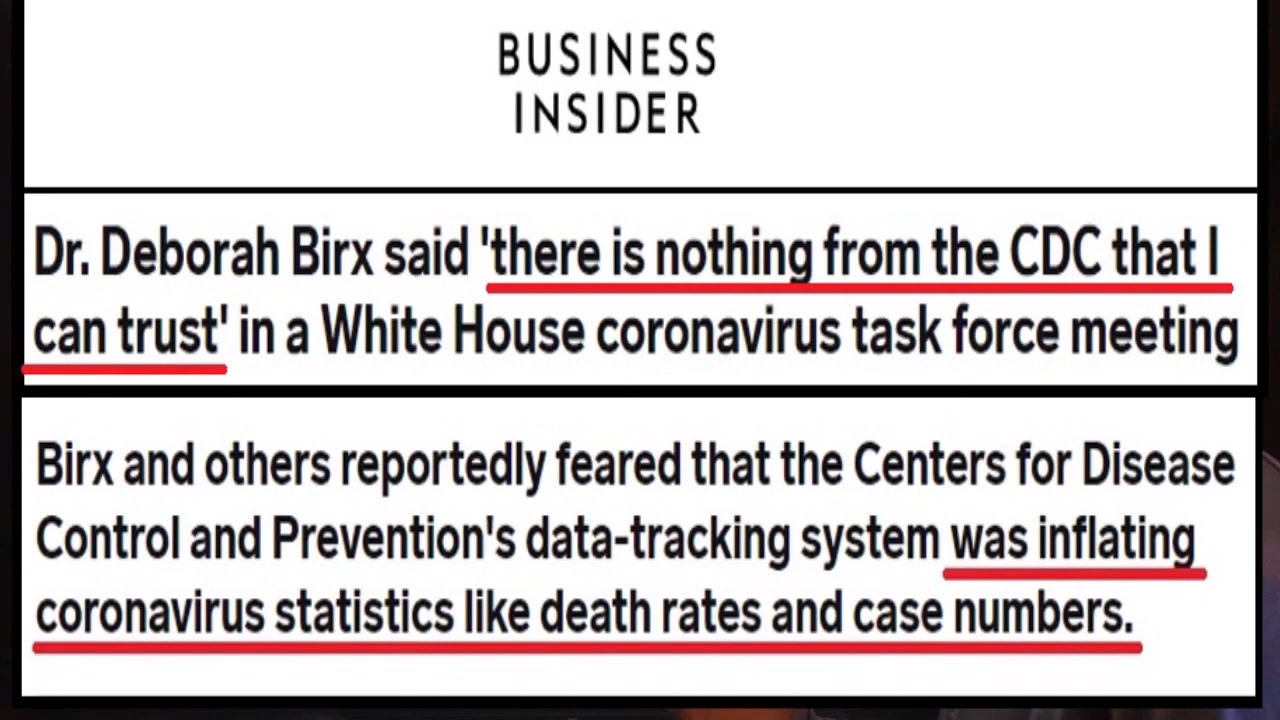 BUSINESS
INSIDER
Dr. Deborah Birx said 'there is nothing from the CDC that I
can trust' in a White House coronavirus task force meeting
Birx and others reportedly feared that the Centers for Disease
Control and Prevention's data-tracking system was inflating
coronavirus statistics like death rates and case numbers.